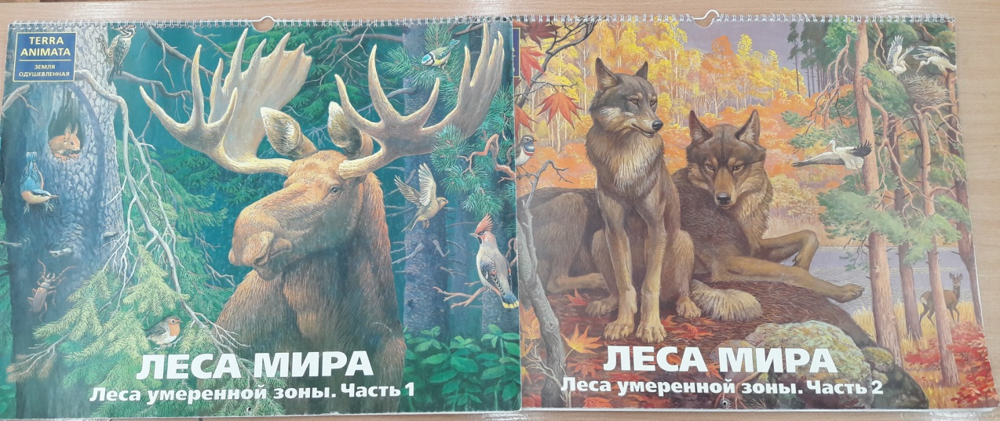 TERRA
ANIMATA
ЗЕМЛЯ
ОДУШЕВЛЕННАЯ
ЛЕСА МИРА
Леса умеренной зоны. Часть 1
ЛЕСА МИРА
Леса умеренной зоны. Часть 2